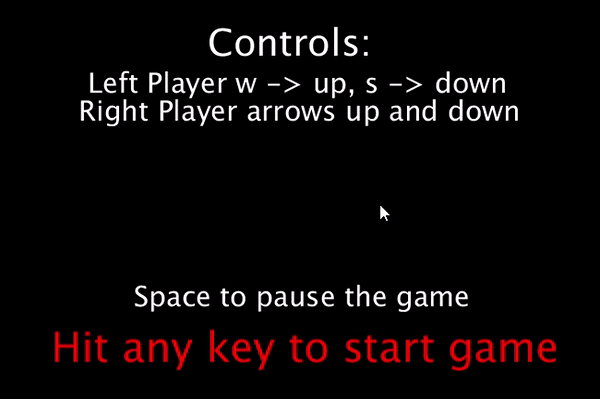 Controls:
Left Player w -> up, s -> down
Right Player arrows up and down
Space to pause the game
Hit any key to start game